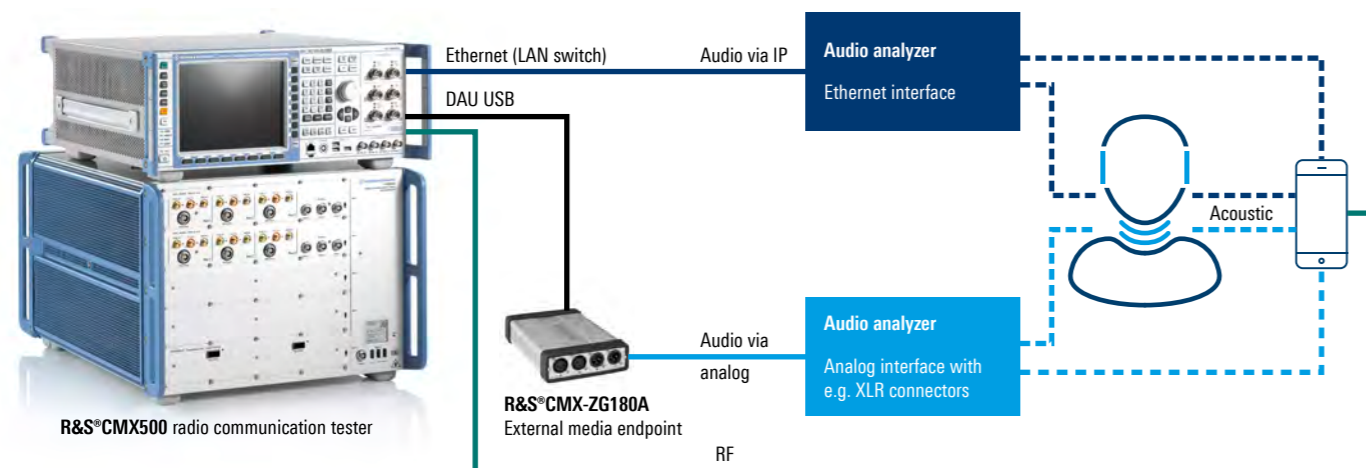 Ethernet (LAN switch)
Audio via IP
DAU USB
Audio analyzer
Ethernet interface
Acoustic
Audio via
analog
Audio analyzer
Analog interface with
e.g. XLR connectors
R&S®CMX500 radio communication tester
R&S®CMX-ZG180A
External media endpoint
RF